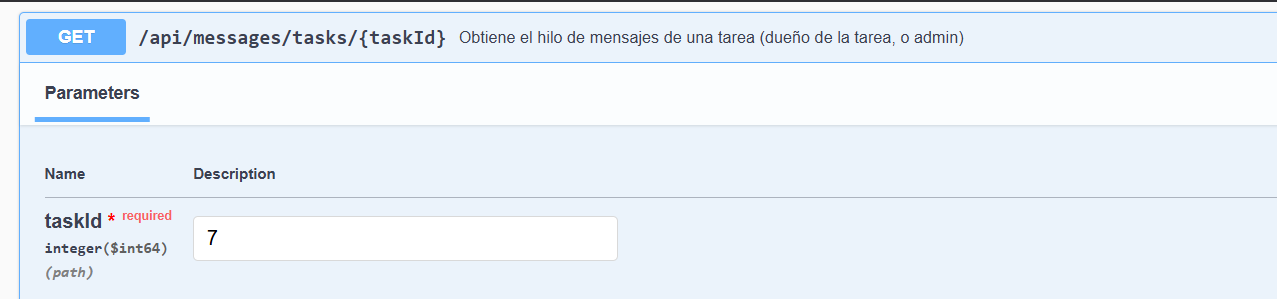 GET /api/messages/tasks/{taskId} Obtiene el hilo de mensajes de una tarea (dueño de la tarea, o admin)
Parameters
Name Description
taskId * required
7
integer($int64)
(path)